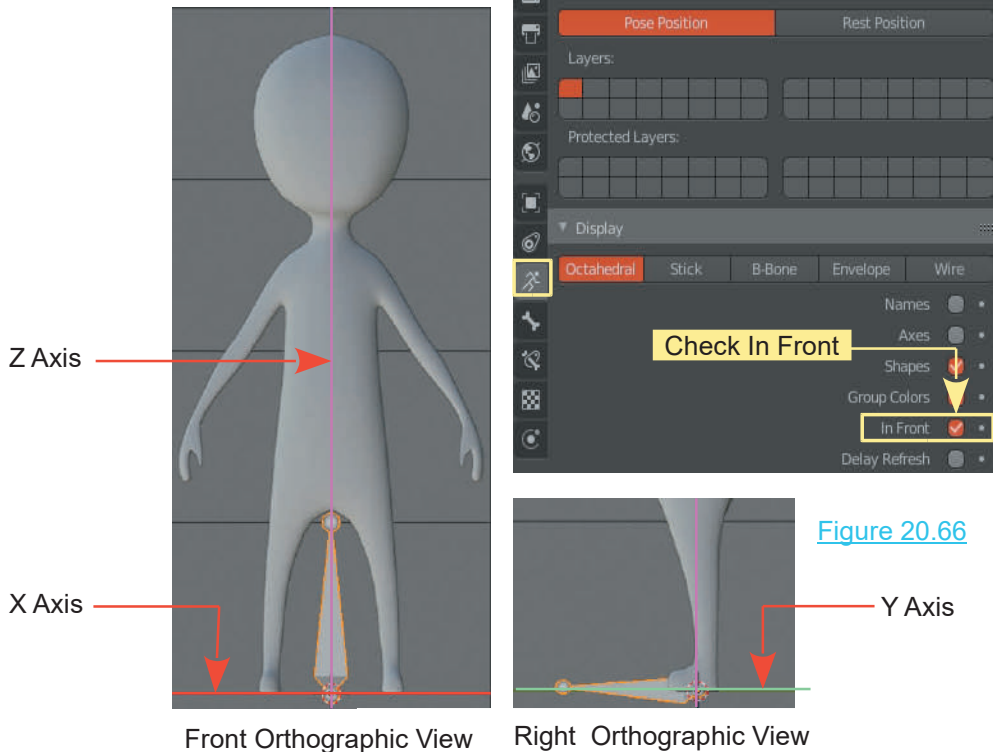 Pose Position
Rest Position
Layers:
Protected Layers:
Display
Octahedral
Stick
B-Bone
Envelope
Wire
Names
Axes
Check In Front
Shapes
Group Colors
In Front
Delay Refresh
Z Axis
X Axis
Figure 20.66
Y Axis
Front Orthographic View
Right Orthographic View